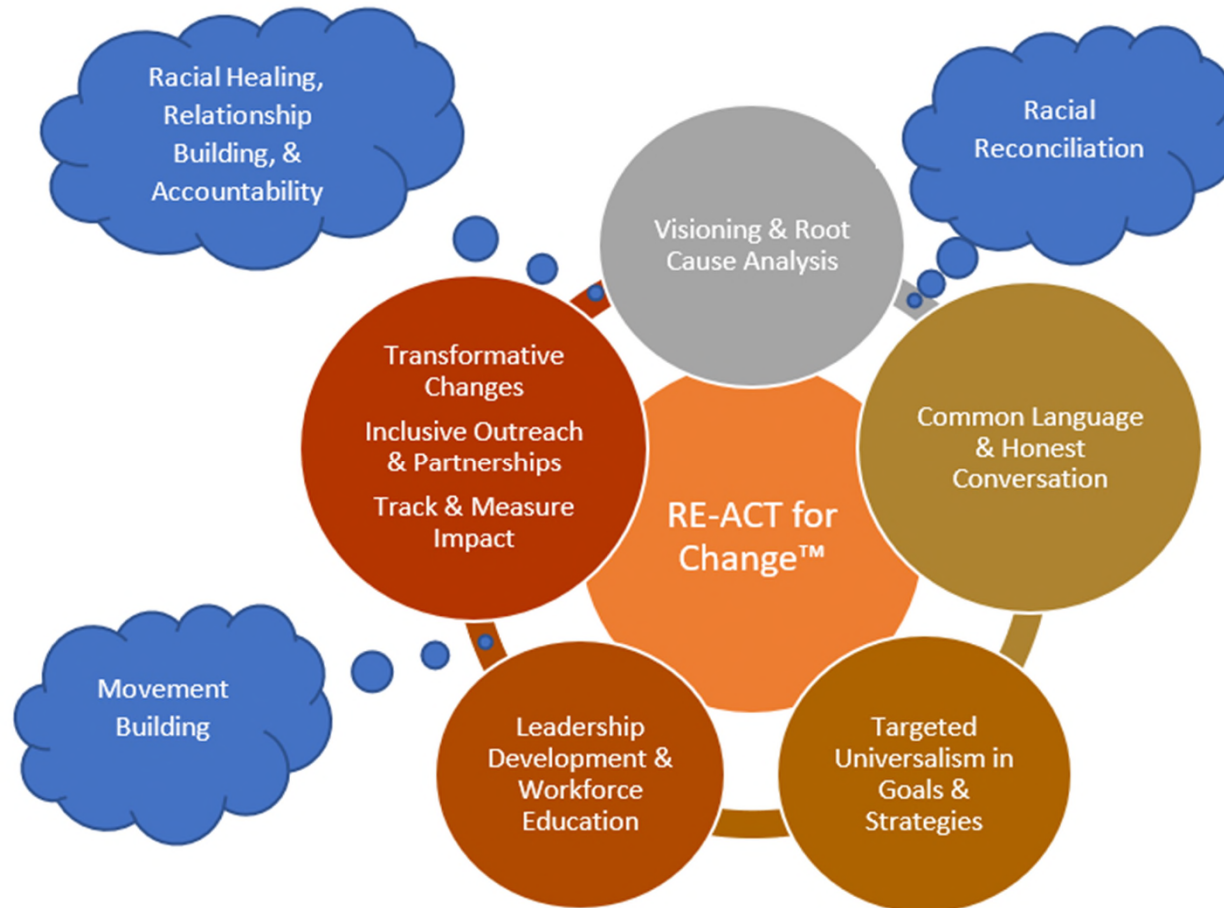 Racial Healing,
Relationship
Building, &
Accountability
Racial
Reconciliation
Visioning & Root
Cause Analysis
Transformative
Changes
Inclusive Outreach
& Partnerships
Track & Measure
Impact
Common Language
& Honest
Conversation
RE-ACT for
Change™
Movement
Building
Leadership
Development &
Workforce
Education
Targeted
Universalism in
Goals &
Strategies